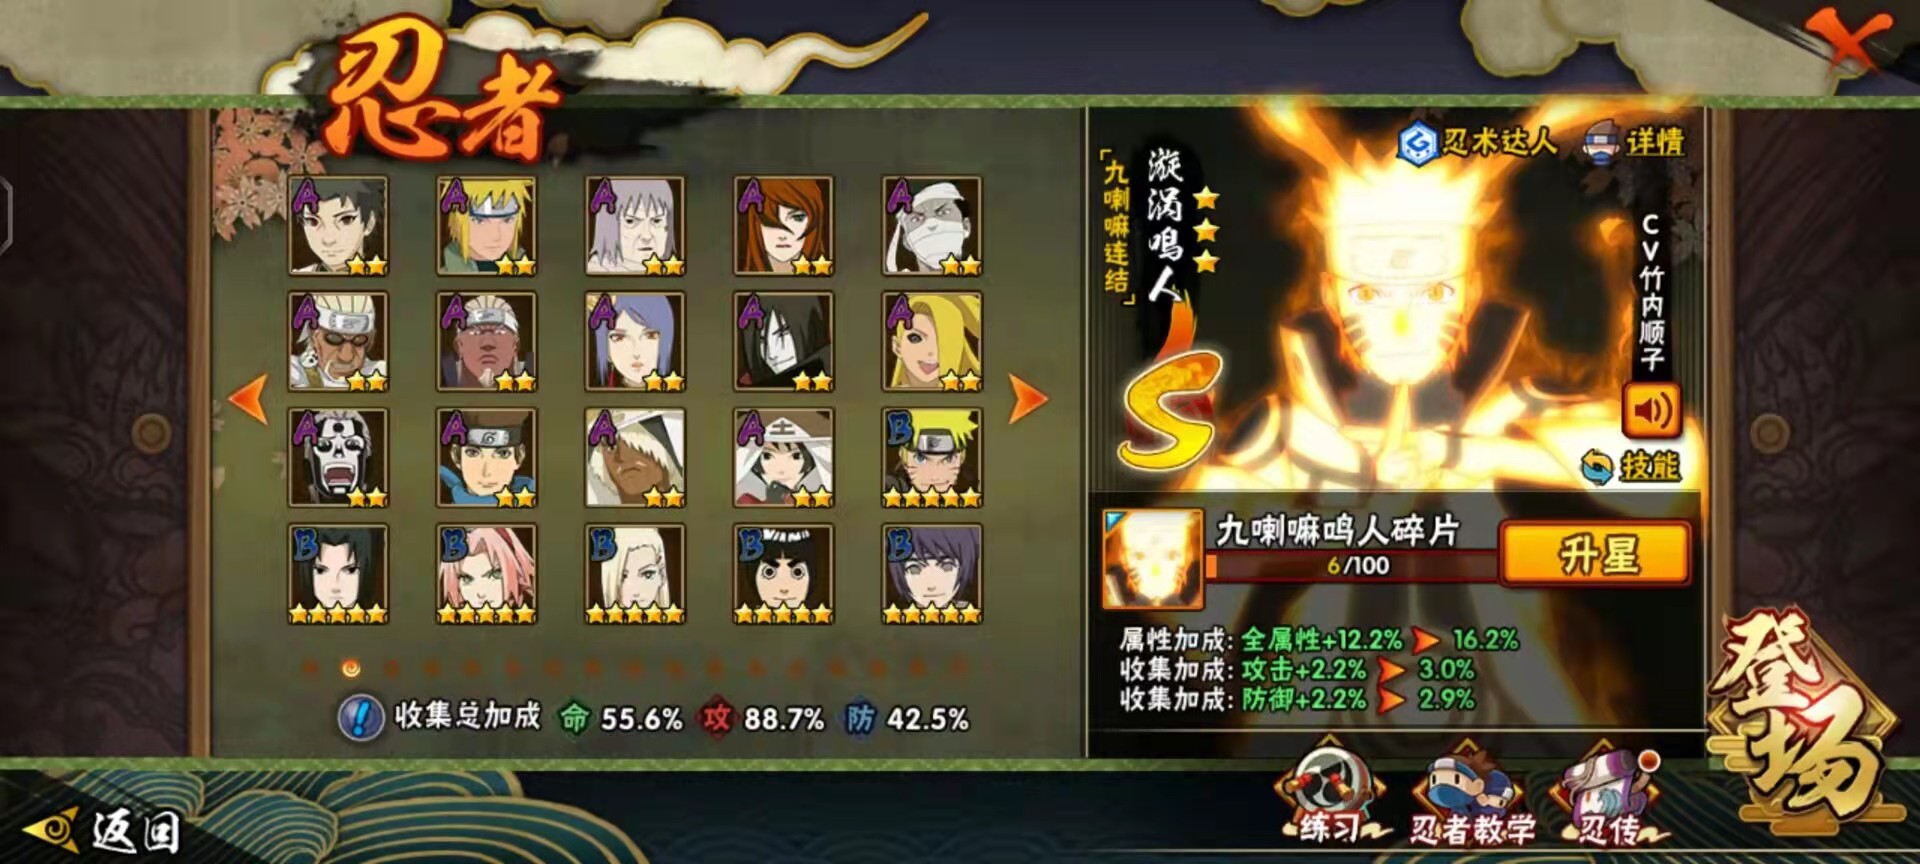 忍者
A
A
A
A
A
A
A
A
A
A
A
A
A
A
B
B
B
B
B
B
收集总加成 命 55.6% 攻 88.7% 防 42.5%
返回
「九喇嘛连结」
漩涡鸣人
S
忍术达人
详情
CV竹内顺子
技能
九喇嘛鸣人碎片
6/100
升星
属性加成: 全属性+12.2% 16.2%
收集加成: 攻击+2.2% 3.0%
收集加成: 防御+2.2% 2.9%
练习
忍者教学
忍传
登场